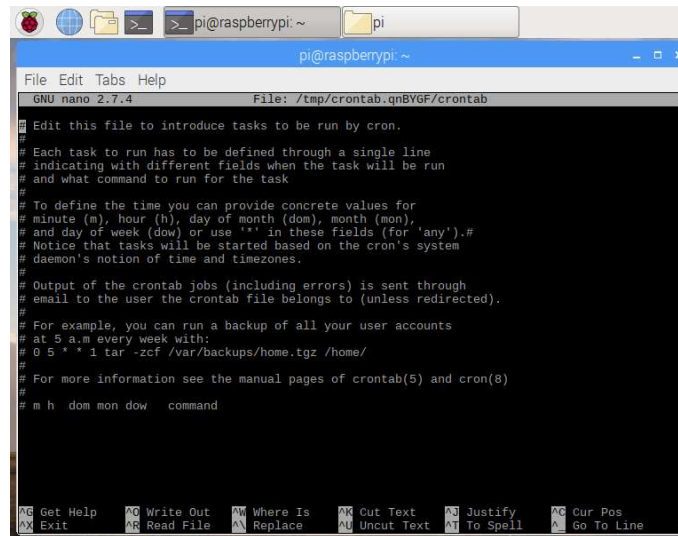 pi@raspberrypi: ~ pi
pi@raspberrypi: ~
File Edit Tabs Help
GNU nano 2.7.4 File: /tmp/crontab.qnBYGF/crontab
# Edit this file to introduce tasks to be run by cron.
#
# Each task to run has to be defined through a single line
# indicating with different fields when the task will be run
# and what command to run for the task
#
# To define the time you can provide concrete values for
# minute (m), hour (h), day of month (dom), month (mon),
# and day of week (dow) or use '*' in these fields (for 'any').#
# Notice that tasks will be started based on the cron's system
# daemon's notion of time and timezones.
#
# Output of the crontab jobs (including errors) is sent through
# email to the user the crontab file belongs to (unless redirected).
#
# For example, you can run a backup of all your user accounts
# at 5 a.m every week with:
# 0 5 * * 1 tar -zcf /var/backups/home.tgz /home/
#
# For more information see the manual pages of crontab(5) and cron(8)
#
# m h  dom mon dow   command
^G Get Help ^O Write Out ^W Where Is ^K Cut Text ^J Justify ^C Cur Pos
^X Exit ^R Read File ^\ Replace ^U Uncut Text ^T To Spell ^_ Go To Line